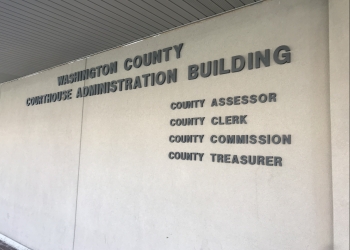 WASHINGTON COUNTY
COURTHOUSE ADMINISTRATION BUILDING
COUNTY ASSESSOR
COUNTY CLERK
COUNTY COMMISSION
COUNTY TREASURER